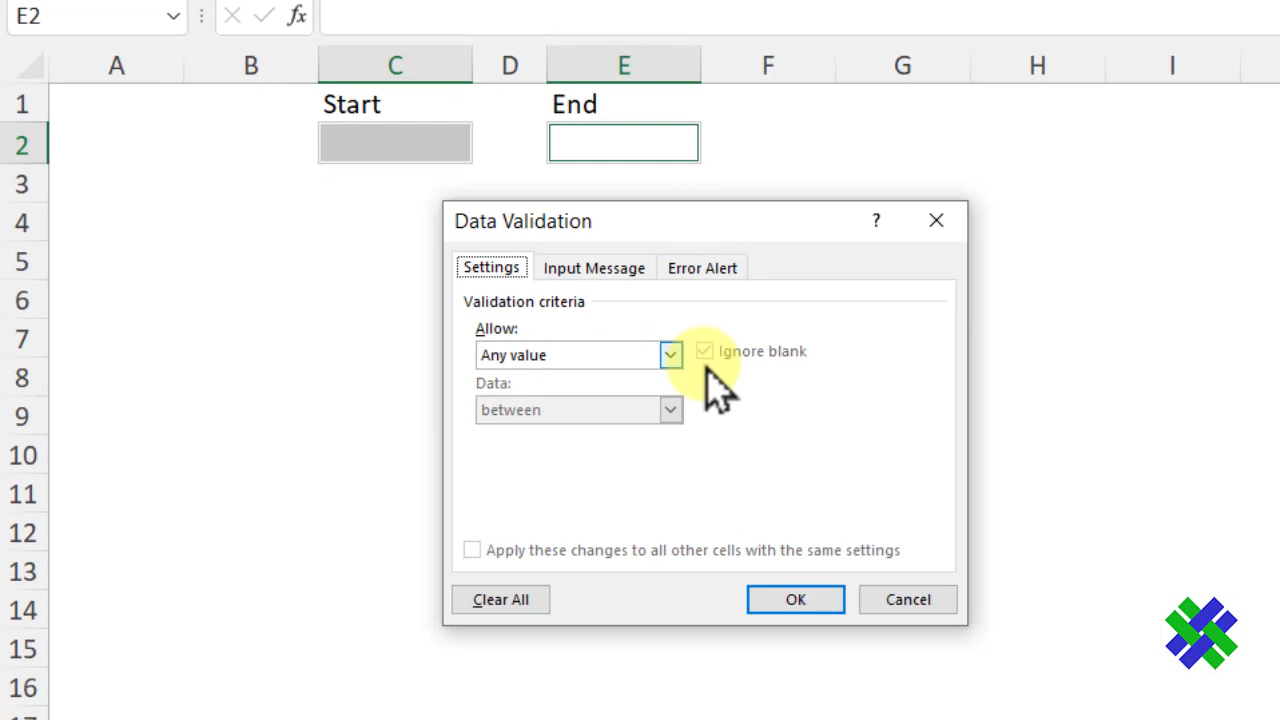 E2
fx
A B C D E F G H I
1 Start End
2
3
4
5
6
7
8
9
10
11
12
13
14
15
16
17
Data Validation ?
Settings Input Message Error Alert
Validation criteria
Allow:
Any value Ignore blank
Data:
between
Apply these changes to all other cells with the same settings
Clear All OK Cancel